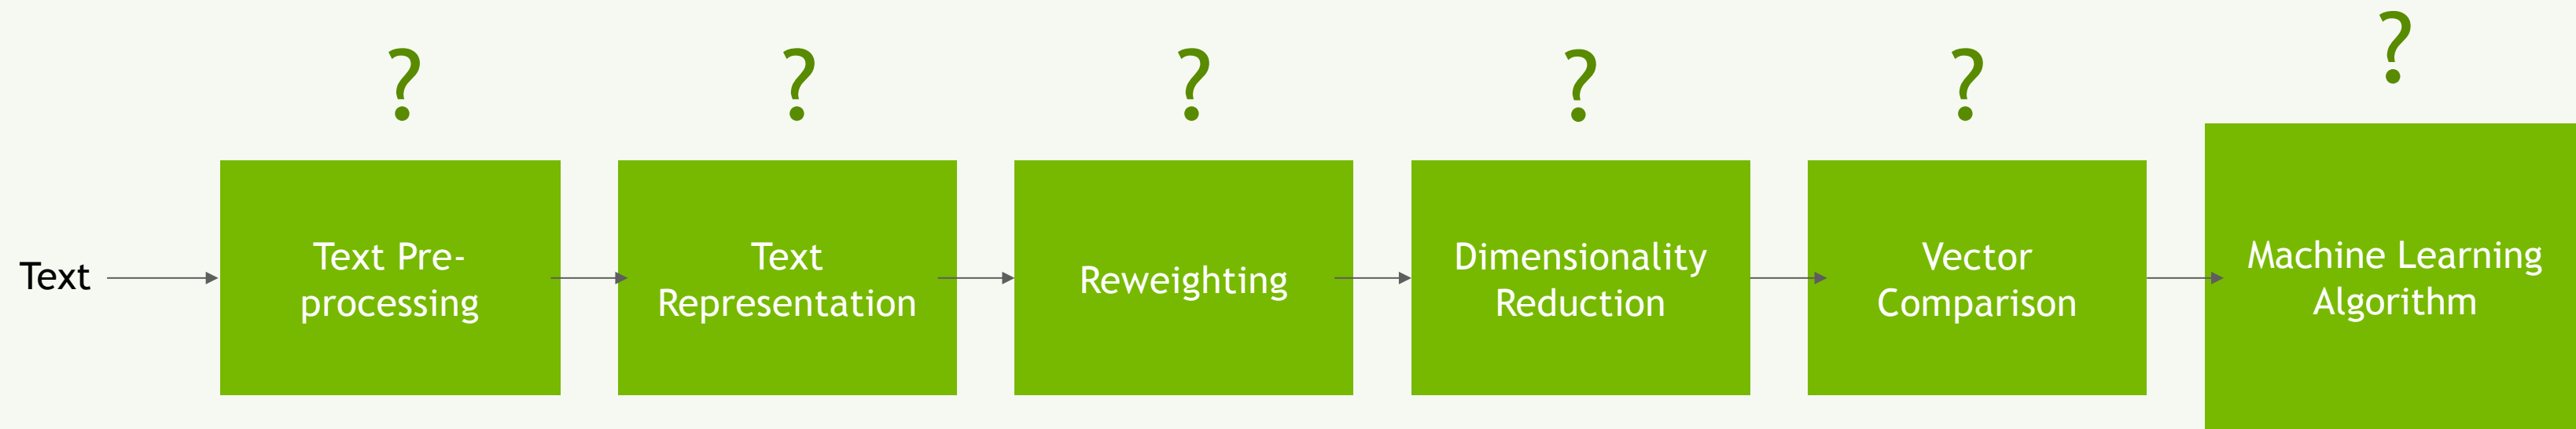 ?
?
?
?
?
?
Text
Text Pre-
processing
Text
Representation
Reweighting
Dimensionality
Reduction
Vector
Comparison
Machine Learning
Algorithm